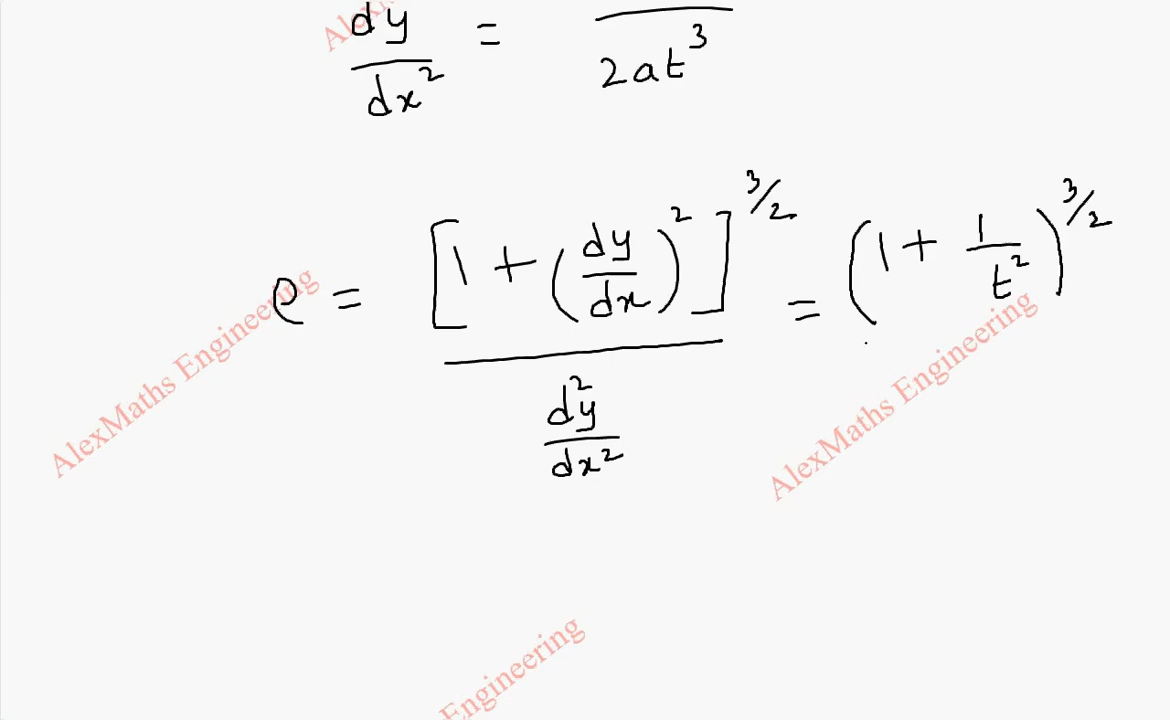 dy/dx² = /2at³
ρ = [1 + (dy/dx)²]^3/2 / d²y/dx² = (1 + 1/t²)^3/2
AlexMaths Engineering
AlexMaths Engineering
Engineering